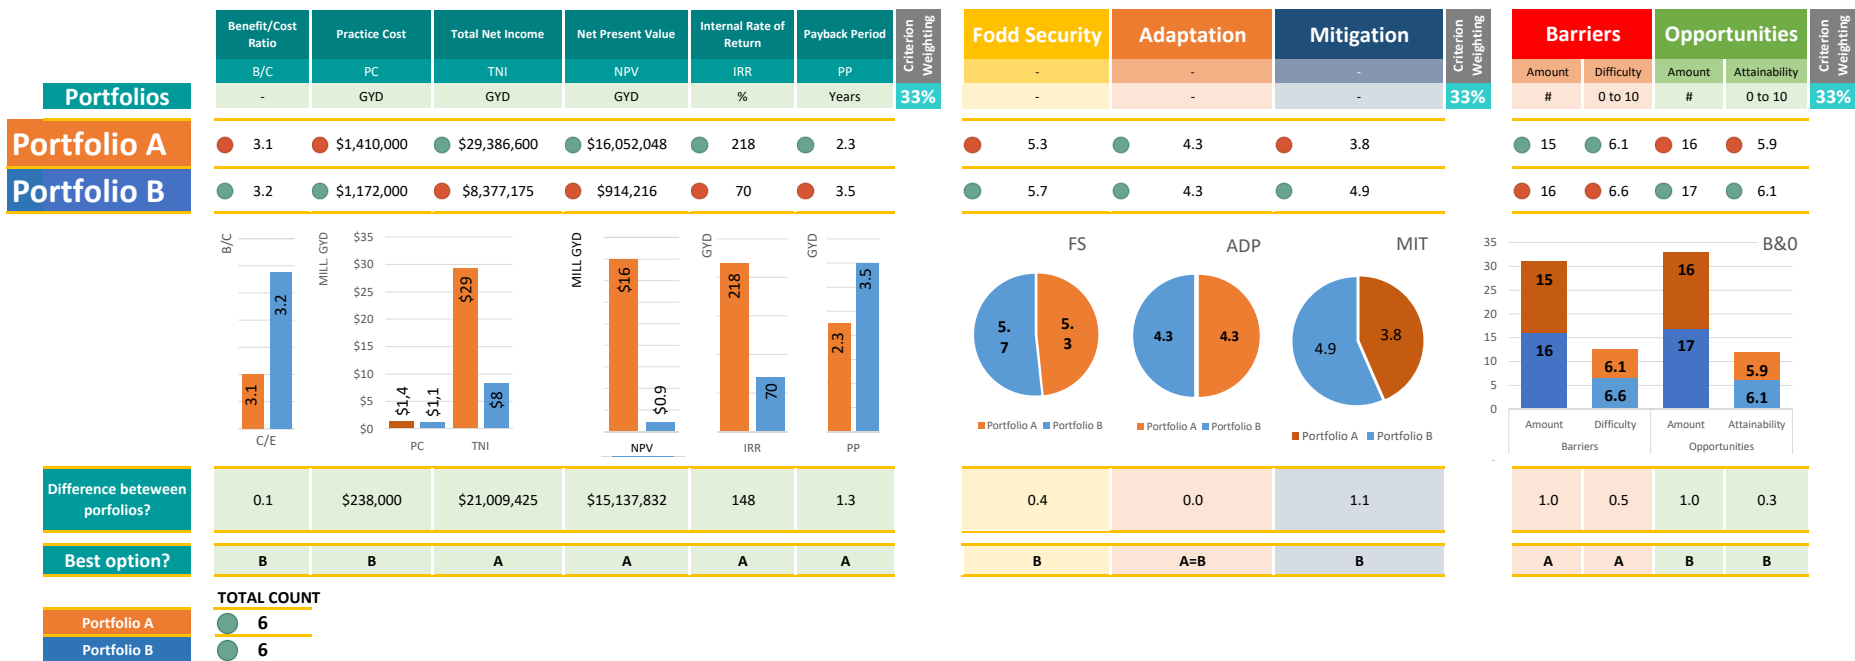 Benefit/Cost Ratio Practice Cost Total Net Income Net Present Value Internal Rate of Return Payback Period Criterion Weighting Fodd Security Adaptation Mitigation Criterion Weighting Barriers Opportunities Criterion Weighting
B/C PC TNI NPV IRR PP - - - Amount Difficulty Amount Attainability
Portfolios - GYD GYD GYD % Years 33% - - - 33% # 0 to 10 # 0 to 10 33%
Portfolio A 3.1 $1,410,000 $29,386,600 $16,052,048 218 2.3 5.3 4.3 3.8 15 6.1 16 5.9
Portfolio B 3.2 $1,172,000 $8,377,175 $914,216 70 3.5 5.7 4.3 4.9 16 6.6 17 6.1
B/C
3.1
3.2
C/E
MILL. GYD
$35
$30
$25
$20
$15
$10
$5
$0
$1,4
$1,1
$29
$8
PC TNI
MILL GYD
$16
$0.9
NPV
GYD
218
70
IRR
GYD
2.3
3.5
PP
FS
5.
7
5.
3
Portfolio A Portfolio B
ADP
4.3 4.3
Portfolio A Portfolio B
MIT
4.9 3.8
Portfolio A Portfolio B
B&0
35
30
25
20
15
10
5
0
15 16
16 17
6.1 5.9
6.6 6.1
Amount Difficulty Amount Attainability
Barriers Opportunities
Difference between
porfolios? 0.1 $238,000 $21,009,425 $15,137,832 148 1.3 0.4 0.0 1.1 1.0 0.5 1.0 0.3
Best option? B B A A A A B A=B B A A B B
TOTAL COUNT
Portfolio A 6
Portfolio B 6